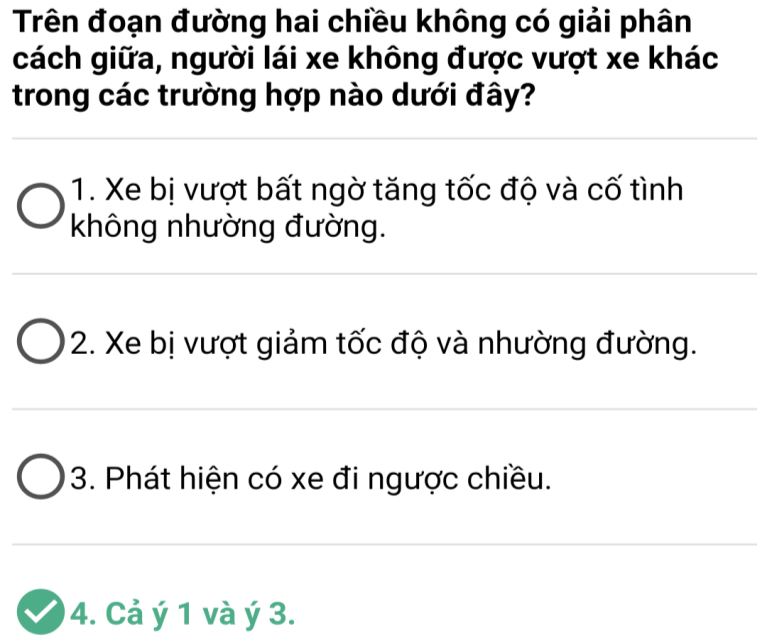 Trên đoạn đường hai chiều không có giải phân
cách giữa, người lái xe không được vượt xe khác
trong các trường hợp nào dưới đây?
1. Xe bị vượt bất ngờ tăng tốc độ và cố tình
không nhường đường.
2. Xe bị vượt giảm tốc độ và nhường đường.
3. Phát hiện có xe đi ngược chiều.
4. Cả ý 1 và ý 3.